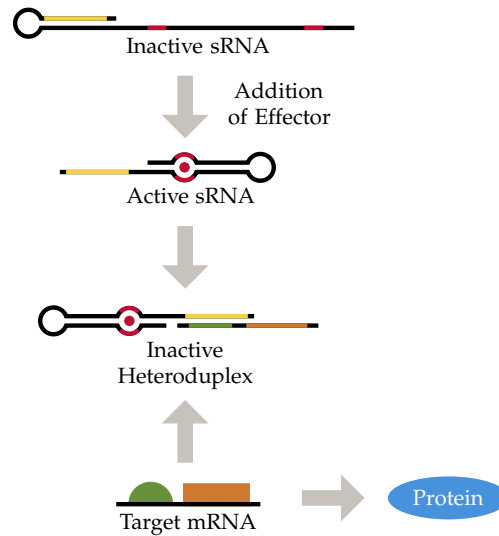 Inactive sRNA
Addition
of Effector
Active sRNA
Inactive
Heteroduplex
Target mRNA
Protein